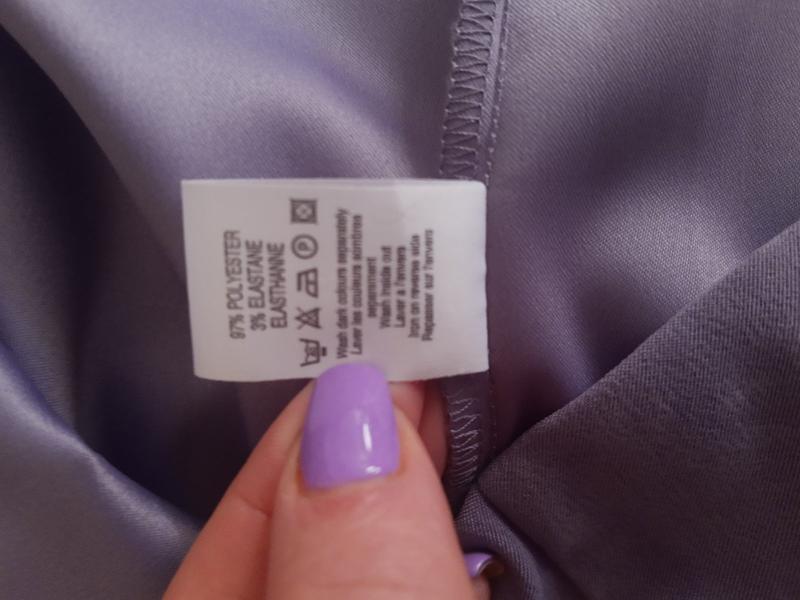 97% POLYESTER
3% ELASTANE
ELASTHANNE
P
Wash dark colours separately
Laver les couleurs sombres
separement
Wash inside out
Laver a l'envers
Iron on reverse side
Repasser sur l'envers